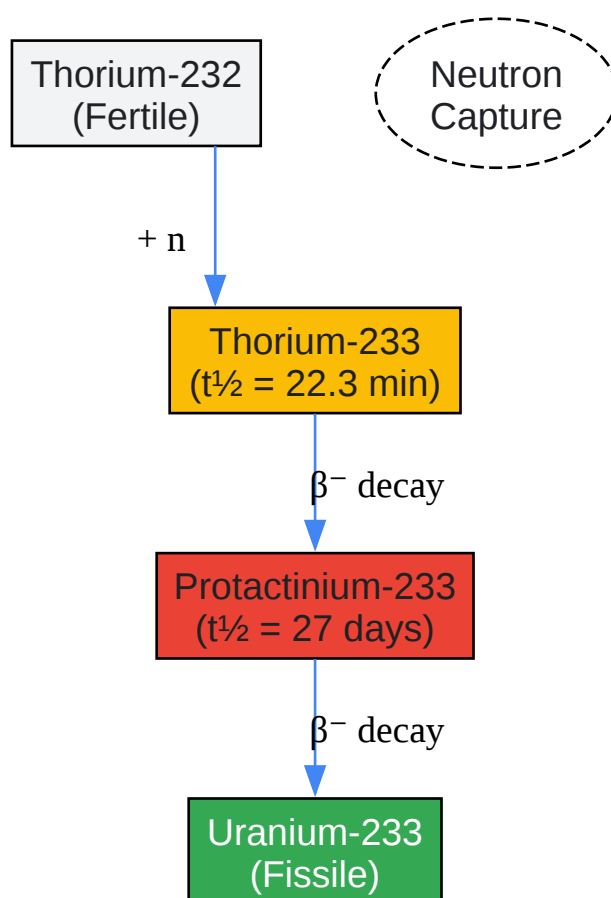 Thorium-232
(Fertile)
Neutron
Capture
+ n
Thorium-233
(t½ = 22.3 min)
β⁻ decay
Protactinium-233
(t½ = 27 days)
β⁻ decay
Uranium-233
(Fissile)